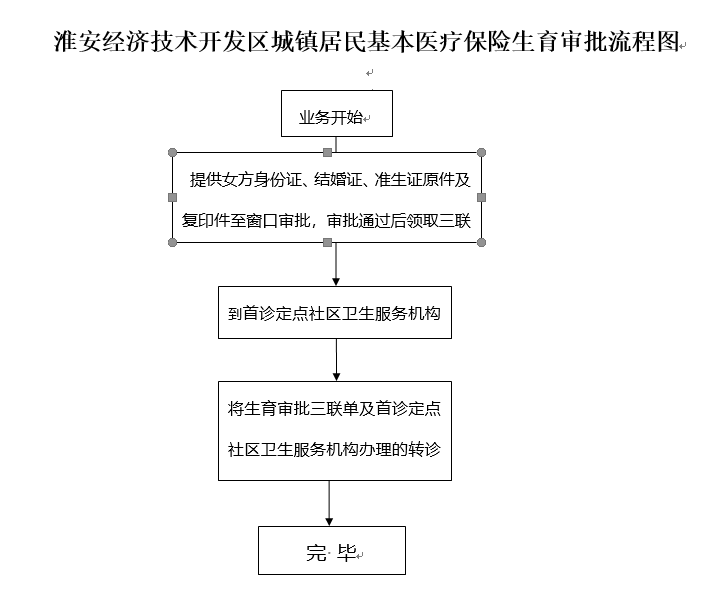 淮安经济技术开发区城镇居民基本医疗保险生育审批流程图
业务开始
提供女方身份证、结婚证、准生证原件及
复印件至窗口审批，审批通过后领取三联
到首诊定点社区卫生服务机构
将生育审批三联单及首诊定点
社区卫生服务机构办理的转诊
完 毕